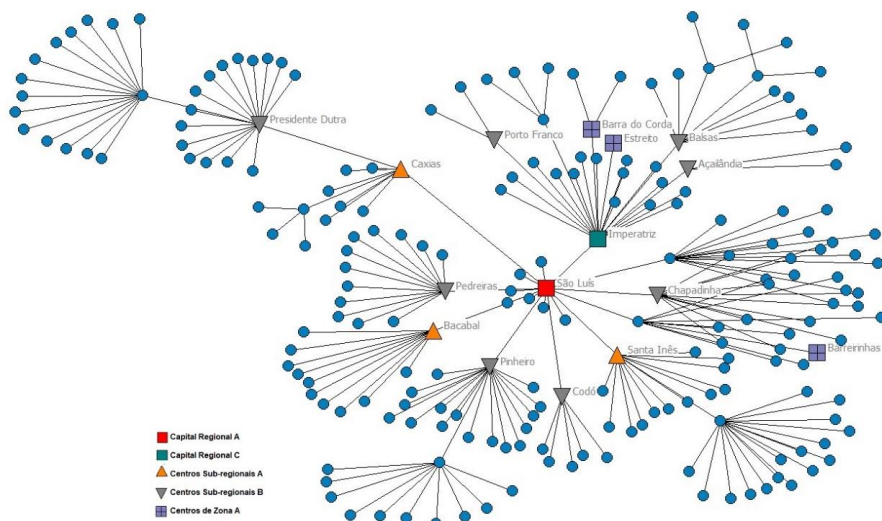 Presidente Dutra
Porto Franco
Barra do Corda
Estreito
Balsas
Açailândia
Caxias
Imperatriz
São Luís
Pedreiras
Chapadinha
Bacabal
Santa Inês
Barreirinhas
Pinheiro
Codó
Capital Regional A
Capital Regional C
Centros Sub-regionais A
Centros Sub-regionais B
Centros de Zona A